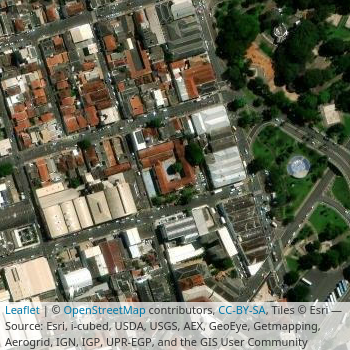 Leaflet | © OpenStreetMap contributors, CC-BY-SA, Tiles © Esri —
Source: Esri, i-cubed, USDA, USGS, AEX, GeoEye, Getmapping,
Aerogrid, IGN, IGP, UPR-EGP, and the GIS User Community